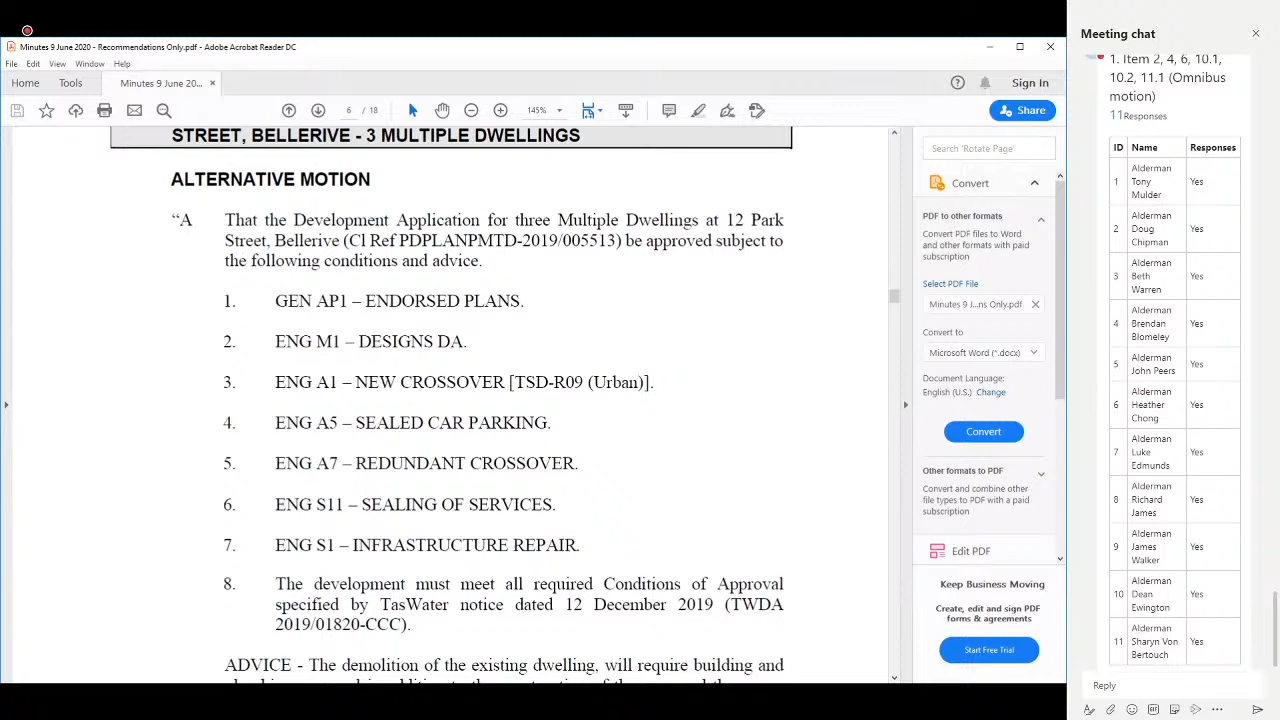 Minutes 9 June 2020 - Recommendations Only.pdf - Adobe Acrobat Reader DC
File Edit View Window Help
Home Tools Minutes 9 June 20... × Sign In
6 / 18 145% Share
STREET, BELLERIVE - 3 MULTIPLE DWELLINGS
ALTERNATIVE MOTION
“A That the Development Application for three Multiple Dwellings at 12 Park
Street, Bellerive (Cl Ref PDPLANPMTD-2019/005513) be approved subject to
the following conditions and advice.
1. GEN AP1 – ENDORSED PLANS.
2. ENG M1 – DESIGNS DA.
3. ENG A1 – NEW CROSSOVER [TSD-R09 (Urban)].
4. ENG A5 – SEALED CAR PARKING.
5. ENG A7 – REDUNDANT CROSSOVER.
6. ENG S11 – SEALING OF SERVICES.
7. ENG S1 – INFRASTRUCTURE REPAIR.
8. The development must meet all required Conditions of Approval
specified by TasWater notice dated 12 December 2019 (TWDA
2019/01820-CCC).
ADVICE - The demolition of the existing dwelling, will require building and
Search 'Rotate Page'
Convert
PDF to other formats
Convert PDF files to Word
and other formats with paid
subscription
Select PDF File
Minutes 9 J...ns Only.pdf
Convert to
Microsoft Word (*.docx)
Document Language:
English (U.S.) Change
Convert
Other formats to PDF
Convert and combine other
file types to PDF with a paid
subscription
Edit PDF
Keep Business Moving
Create, edit and sign PDF
forms & agreements
Start Free Trial
Meeting chat
1. Item 2, 4, 6, 10.1,
10.2, 11.1 (Omnibus
motion)
11Responses
ID Name Responses
1 Alderman Yes
Tony
Mulder
2 Alderman Yes
Doug
Chipman
3 Alderman Yes
Beth
Warren
4 Alderman Yes
Brendan
Blomeley
5 Alderman Yes
John Peers
6 Alderman Yes
Heather
Chong
7 Alderman Yes
Luke
Edmunds
8 Alderman Yes
Richard
James
9 Alderman Yes
James
Walker
10 Alderman Yes
Dean
Ewington
11 Alderman Yes
Sharyn Von
Bertouch
Reply